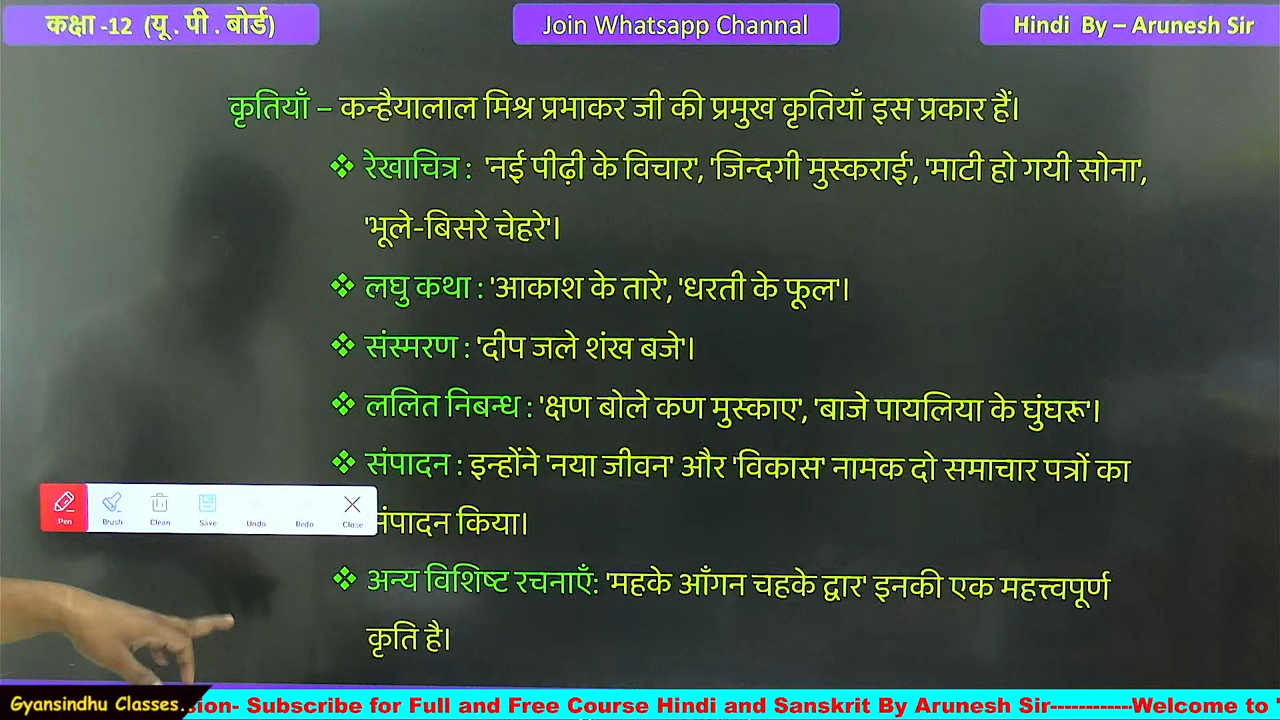 कक्षा -12 (यू . पी . बोर्ड)
Join Whatsapp Channal
Hindi By – Arunesh Sir
कृतियाँ – कन्हैयालाल मिश्र प्रभाकर जी की प्रमुख कृतियाँ इस प्रकार हैं।
❖ रेखाचित्र : 'नई पीढ़ी के विचार', 'जिन्दगी मुस्कराई', 'माटी हो गयी सोना',
'भूले-बिसरे चेहरे'।
❖ लघु कथा : 'आकाश के तारे', 'धरती के फूल'।
❖ संस्मरण : 'दीप जले शंख बजे'।
❖ ललित निबन्ध : 'क्षण बोले कण मुस्काए', 'बाजे पायलिया के घुंघरू'।
❖ संपादन : इन्होंने 'नया जीवन' और 'विकास' नामक दो समाचार पत्रों का
संपादन किया।
Pen Brush Clean Save Undo Redo Close
❖ अन्य विशिष्ट रचनाएँ: 'महके आँगन चहके द्वार' इनकी एक महत्त्वपूर्ण
कृति है।
Gyansindhu Classes.
ion- Subscribe for Full and Free Course Hindi and Sanskrit By Arunesh Sir------------Welcome to